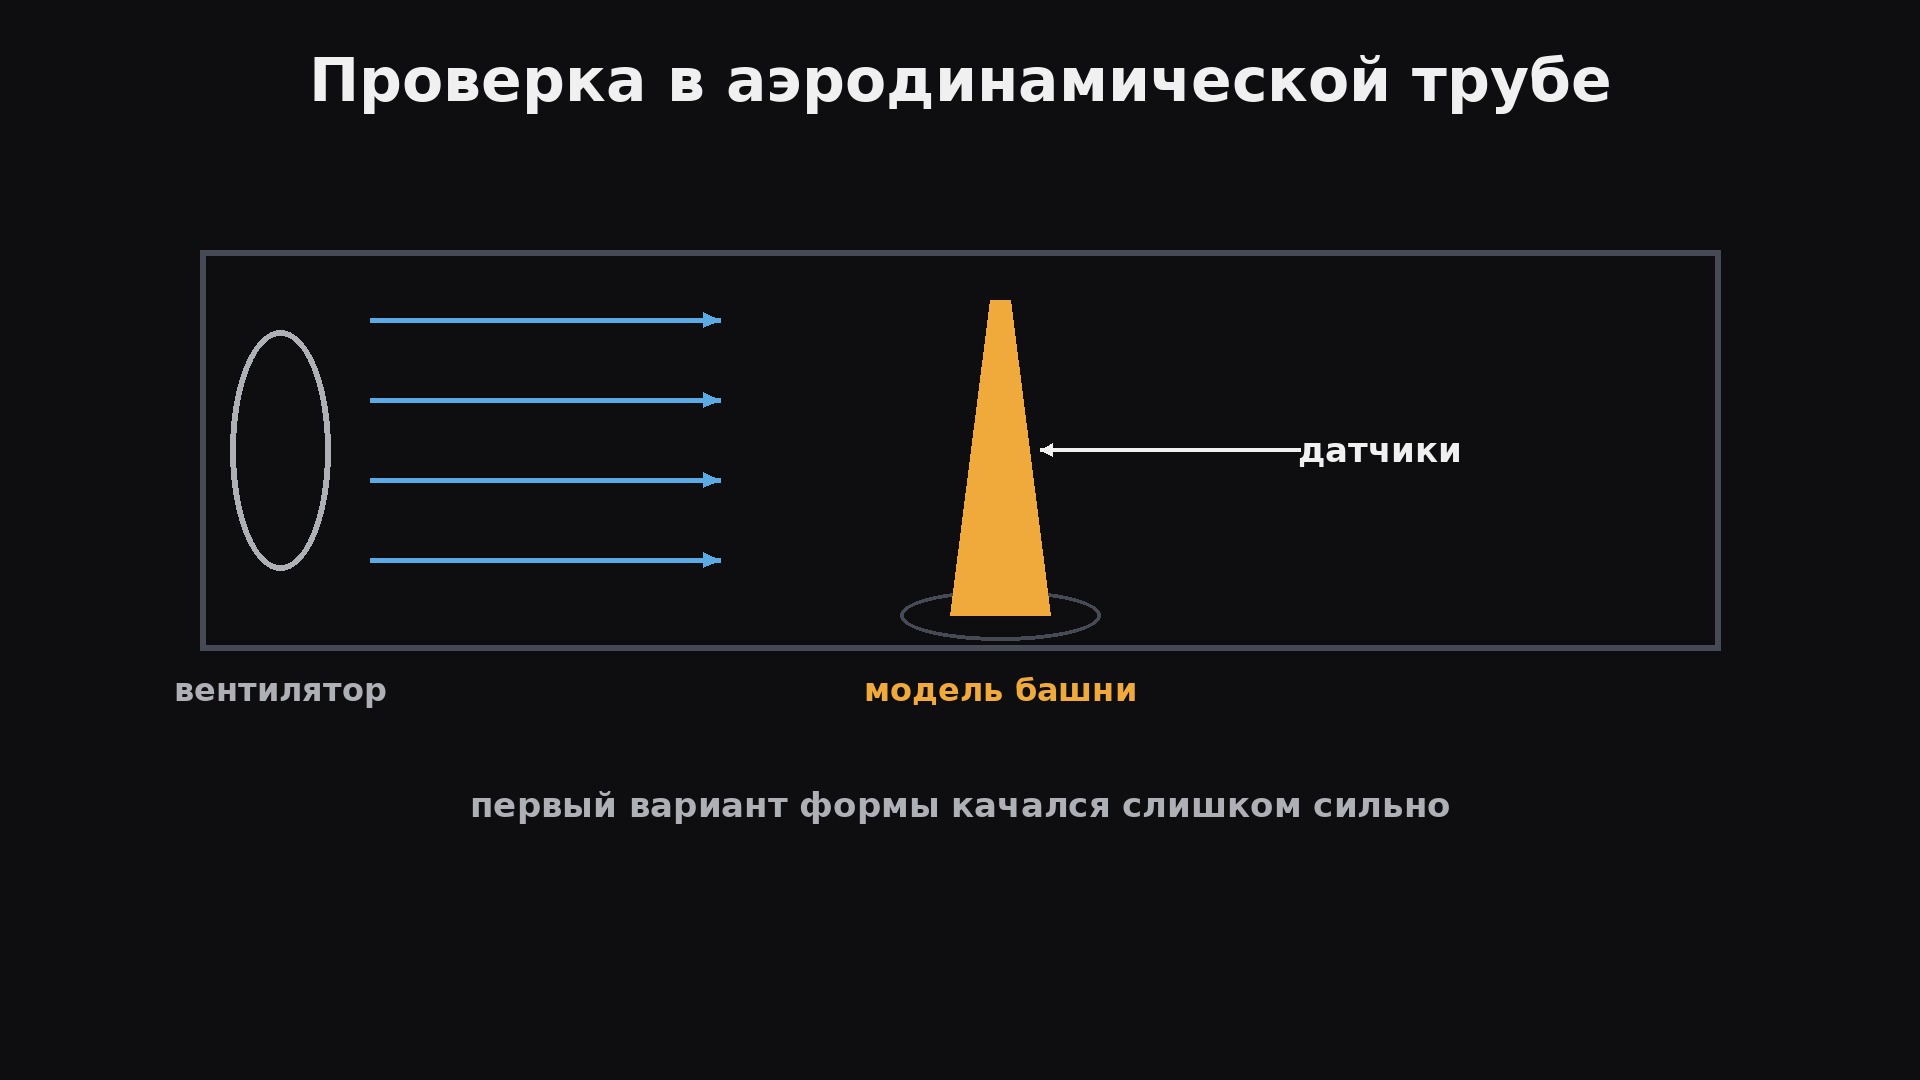 Проверка в аэродинамической трубе
датчики
вентилятор
модель башни
первый вариант формы качался слишком сильно